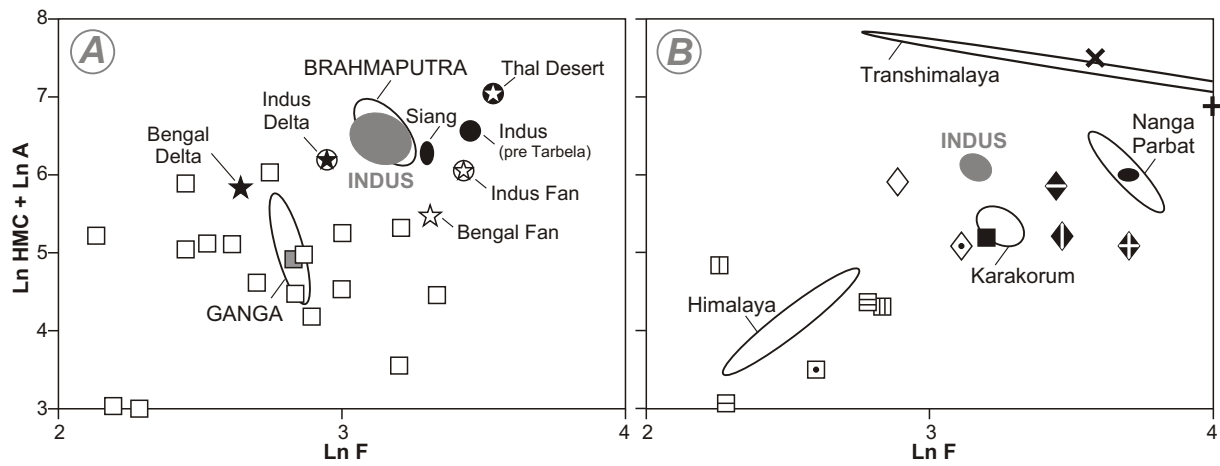 A
B
8
7
6
5
4
3
Ln HMC + Ln A
BRAHMAPUTRA
Thal Desert
Indus
Delta
Siang
Bengal
Delta
Indus
(pre Tarbela)
INDUS
Indus Fan
Bengal Fan
GANGA
2
3
4
Ln F
Transhimalaya
INDUS
Nanga
Parbat
Karakorum
Himalaya
2
3
4
Ln F